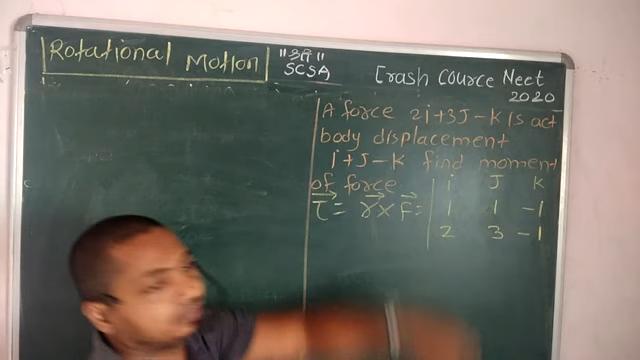 Rotational Motion
"श्री"
SCSA
Crash Cource Neet
2020
A force 2i+3J-K is act
body displacement
i+J-K find moment
of force
i J K
τ = r x F = 1 1 -1
2 3 -1